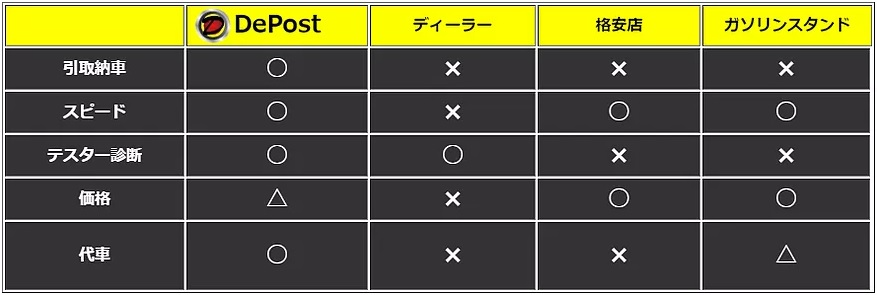 DePost ディーラー 格安店 ガソリンスタンド
引取納車 ○ × × ×
スピード ○ × ○ ○
テスター診断 ○ ○ × ×
価格 △ × ○ ○
代車 ○ × × △